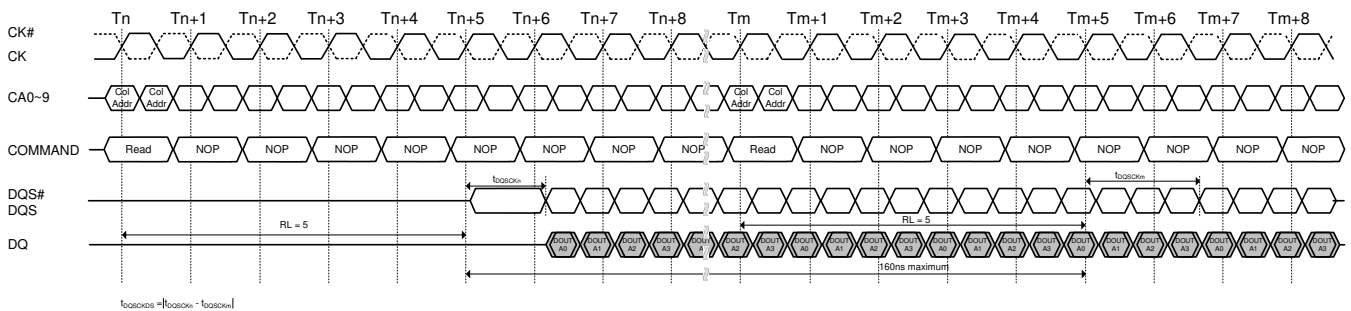 Tn Tn+1 Tn+2 Tn+3 Tn+4 Tn+5 Tn+6 Tn+7 Tn+8 Tm Tm+1 Tm+2 Tm+3 Tm+4 Tm+5 Tm+6 Tm+7 Tm+8
CK#
CK
CA0~9 Col Addr Col Addr Col Addr Col Addr
COMMAND Read NOP NOP NOP NOP NOP NOP NOP NOP Read NOP NOP NOP NOP NOP NOP NOP NOP
tDQSCKn tDQSCKm
DQS#
DQS
RL = 5 RL = 5
DQ DOUT A0 DOUT A1 DOUT A2 DOUT A3 DOUT DOUT A2 DOUT A3 DOUT A0 DOUT A1 DOUT A2 DOUT A3 DOUT A0 DOUT A1 DOUT A2 DOUT A3 DOUT A0 DOUT A1 DOUT A2 DOUT A3 DOUT A0 DOUT A1 DOUT A2 DOUT A3
160ns maximum
tDQSCKDS =|tDQSCKn - tDQSCKm|